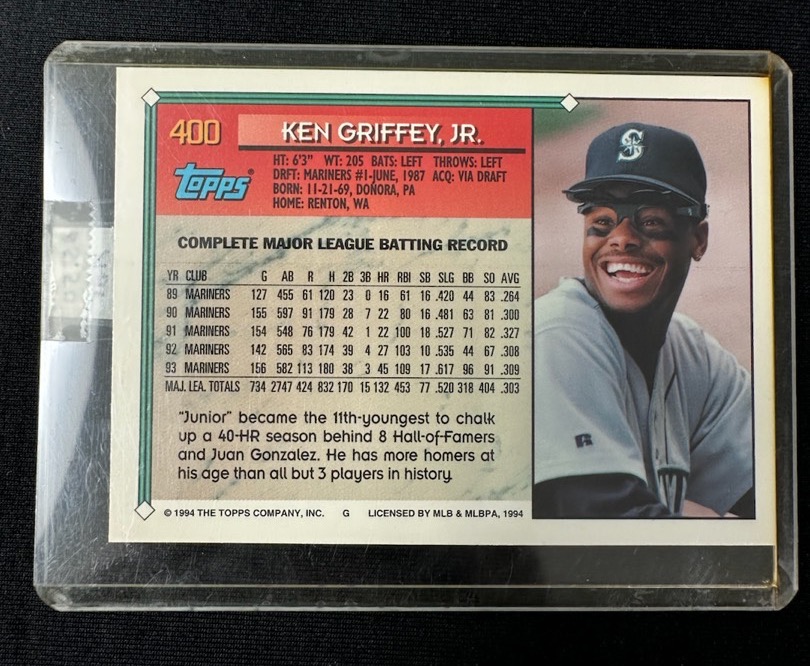 400 KEN GRIFFEY, JR.
topps®
HT: 6'3" WT: 205 BATS: LEFT THROWS: LEFT
DRFT: MARINERS #1-JUNE, 1987 ACQ: VIA DRAFT
BORN: 11-21-69, DONORA, PA
HOME: RENTON, WA
COMPLETE MAJOR LEAGUE BATTING RECORD
YR CLUB G AB R H 2B 3B HR RBI SB SLG BB SO AVG
89 MARINERS 127 455 61 120 23 0 16 61 16 .420 44 83 .264
90 MARINERS 155 597 91 179 28 7 22 80 16 .481 63 81 .300
91 MARINERS 154 548 76 179 42 1 22 100 18 .527 71 82 .327
92 MARINERS 142 565 83 174 39 4 27 103 10 .535 44 67 .308
93 MARINERS 156 582 113 180 38 3 45 109 17 .617 96 91 .309
MAJ. LEA. TOTALS 734 2747 424 832 170 15 132 453 77 .520 318 404 .303
"Junior" became the 11th-youngest to chalk
up a 40-HR season behind 8 Hall-of-Famers
and Juan Gonzalez. He has more homers at
his age than all but 3 players in history.
© 1994 THE TOPPS COMPANY, INC. G LICENSED BY MLB & MLBPA, 1994
S
R